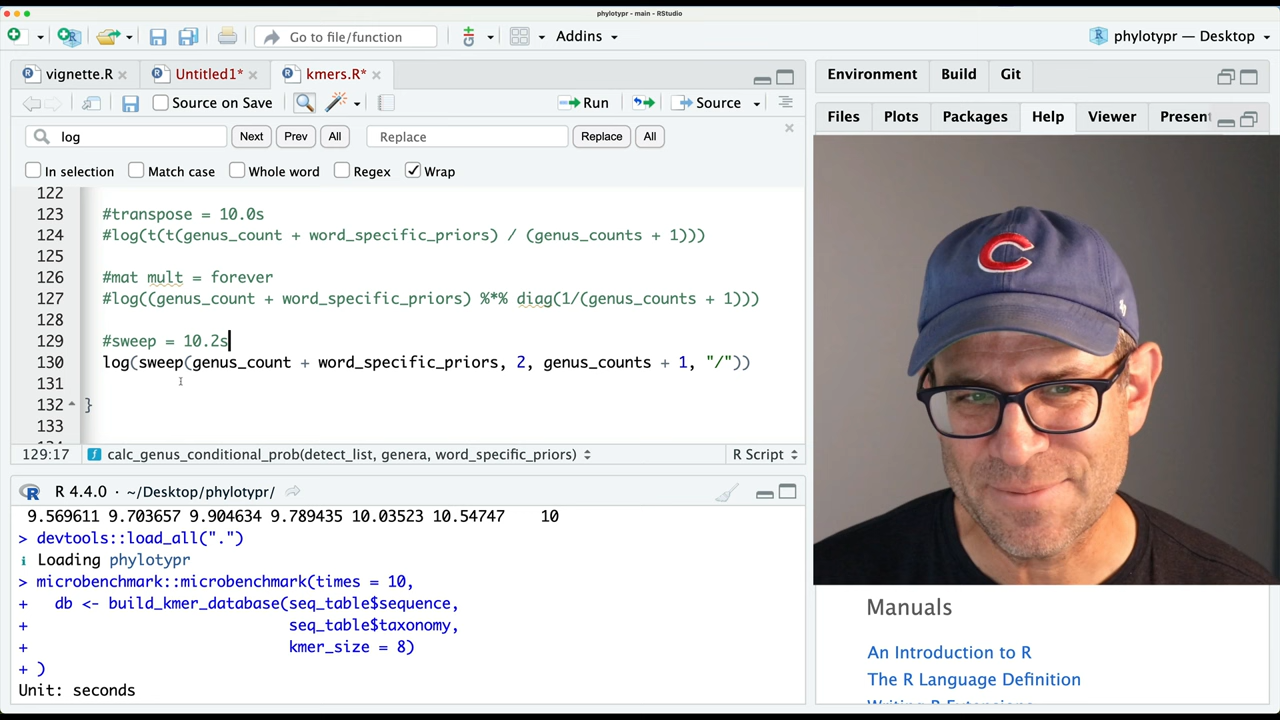 phylotypr - main - RStudio
Go to file/function
Addins
phylotypr — Desktop
vignette.R
Untitled1*
kmers.R*
Source on Save
Run
Source
log
Next
Prev
All
Replace
Replace
All
In selection
Match case
Whole word
Regex
Wrap
122
123 #transpose = 10.0s
124 #log(t(t(genus_count + word_specific_priors) / (genus_counts + 1)))
125
126 #mat mult = forever
127 #log((genus_count + word_specific_priors) %*% diag(1/(genus_counts + 1)))
128
129 #sweep = 10.2s
130 log(sweep(genus_count + word_specific_priors, 2, genus_counts + 1, "/"))
131
132 }
133
129:17 calc_genus_conditional_prob(detect_list, genera, word_specific_priors) R Script
R 4.4.0 · ~/Desktop/phylotypr/
9.569611 9.703657 9.904634 9.789435 10.03523 10.54747 10
> devtools::load_all(".")
i Loading phylotypr
> microbenchmark::microbenchmark(times = 10,
+ db <- build_kmer_database(seq_table$sequence,
+ seq_table$taxonomy,
+ kmer_size = 8)
+ )
Unit: seconds
Environment
Build
Git
Files
Plots
Packages
Help
Viewer
Present
C
Manuals
An Introduction to R
The R Language Definition